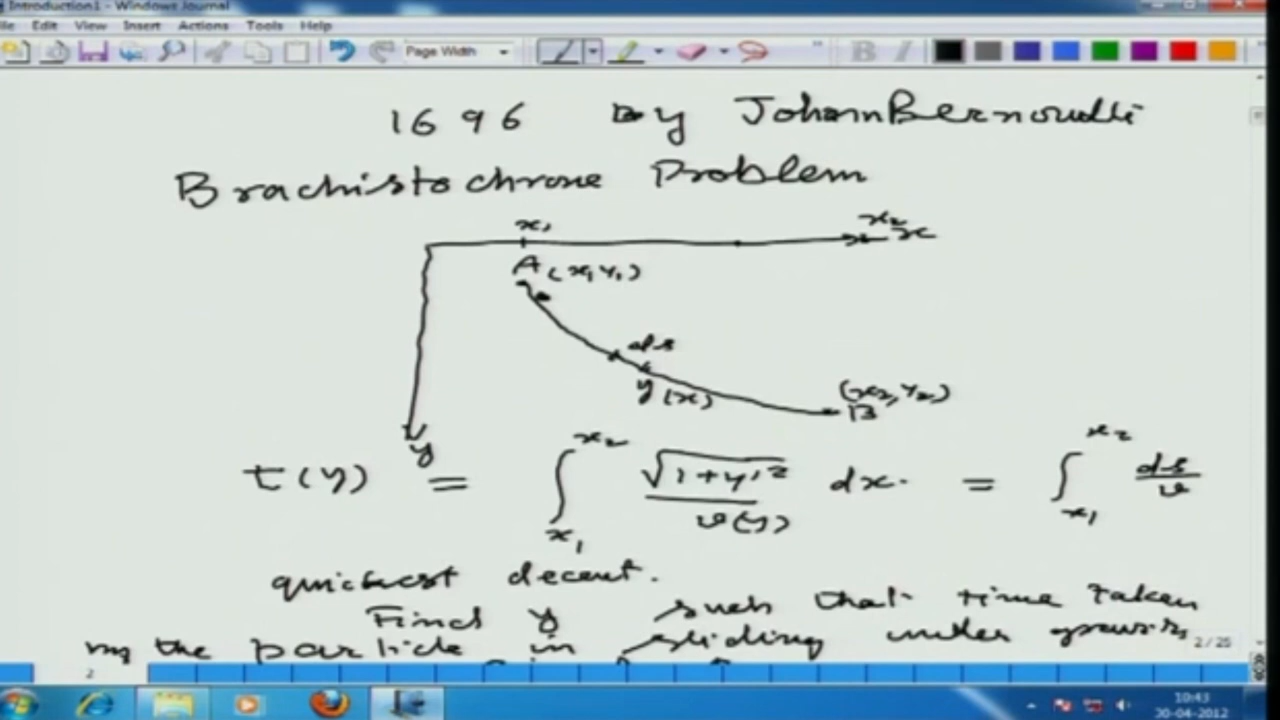 Introduction1 - Windows Journal
File Edit View Insert Actions Tools Help
Page Width
B I
1696 by JohannBernoulli
Brachistochrone Problem
x₁ x₂ x
A (x₁ y₁)
ds
y(x)
(x₂, y₂)
B
y
t(y) = ∫ x₁ x₂ √1+y'² / v(y) dx. = ∫ x₁ x₂ ds / v
quickest decent.
Find y such that time taken
by the particle in sliding under gravity
2 / 25
2
10:43
30-04-2012